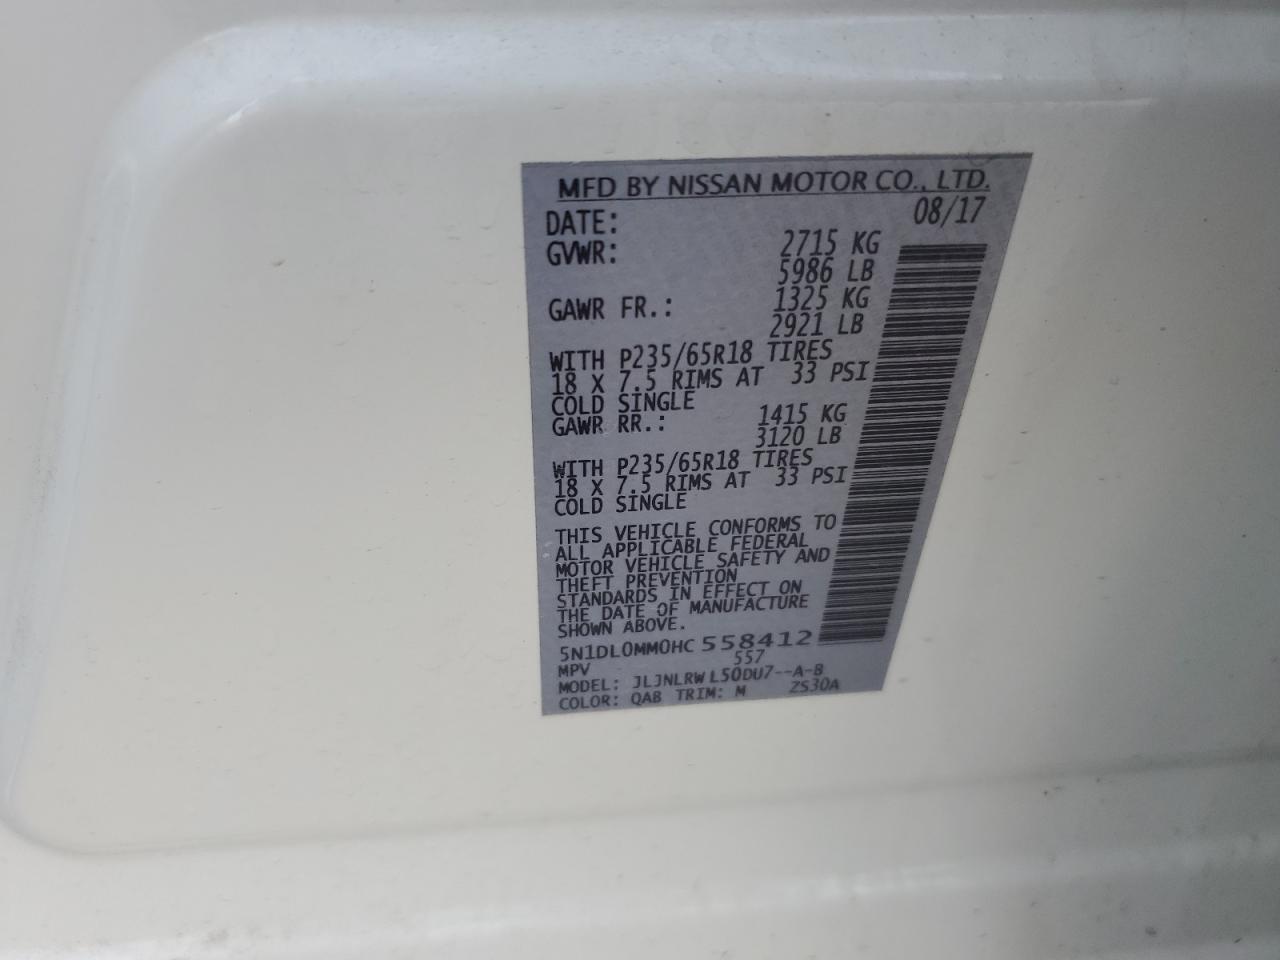 MFD BY NISSAN MOTOR CO., LTD.
DATE: 08/17
GVWR: 2715 KG
5986 LB
GAWR FR.: 1325 KG
2921 LB
WITH P235/65R18 TIRES
18 X 7.5 RIMS AT 33 PSI
COLD SINGLE
GAWR RR.: 1415 KG
3120 LB
WITH P235/65R18 TIRES
18 X 7.5 RIMS AT 33 PSI
COLD SINGLE
THIS VEHICLE CONFORMS TO
ALL APPLICABLE FEDERAL
MOTOR VEHICLE SAFETY AND
THEFT PREVENTION
STANDARDS IN EFFECT ON
THE DATE OF MANUFACTURE
SHOWN ABOVE.
5N1DL0MM0HC558412
MPV 557
MODEL: JLJNLRWL50DU7--A-B
COLOR: QAB TRIM: M ZS30A